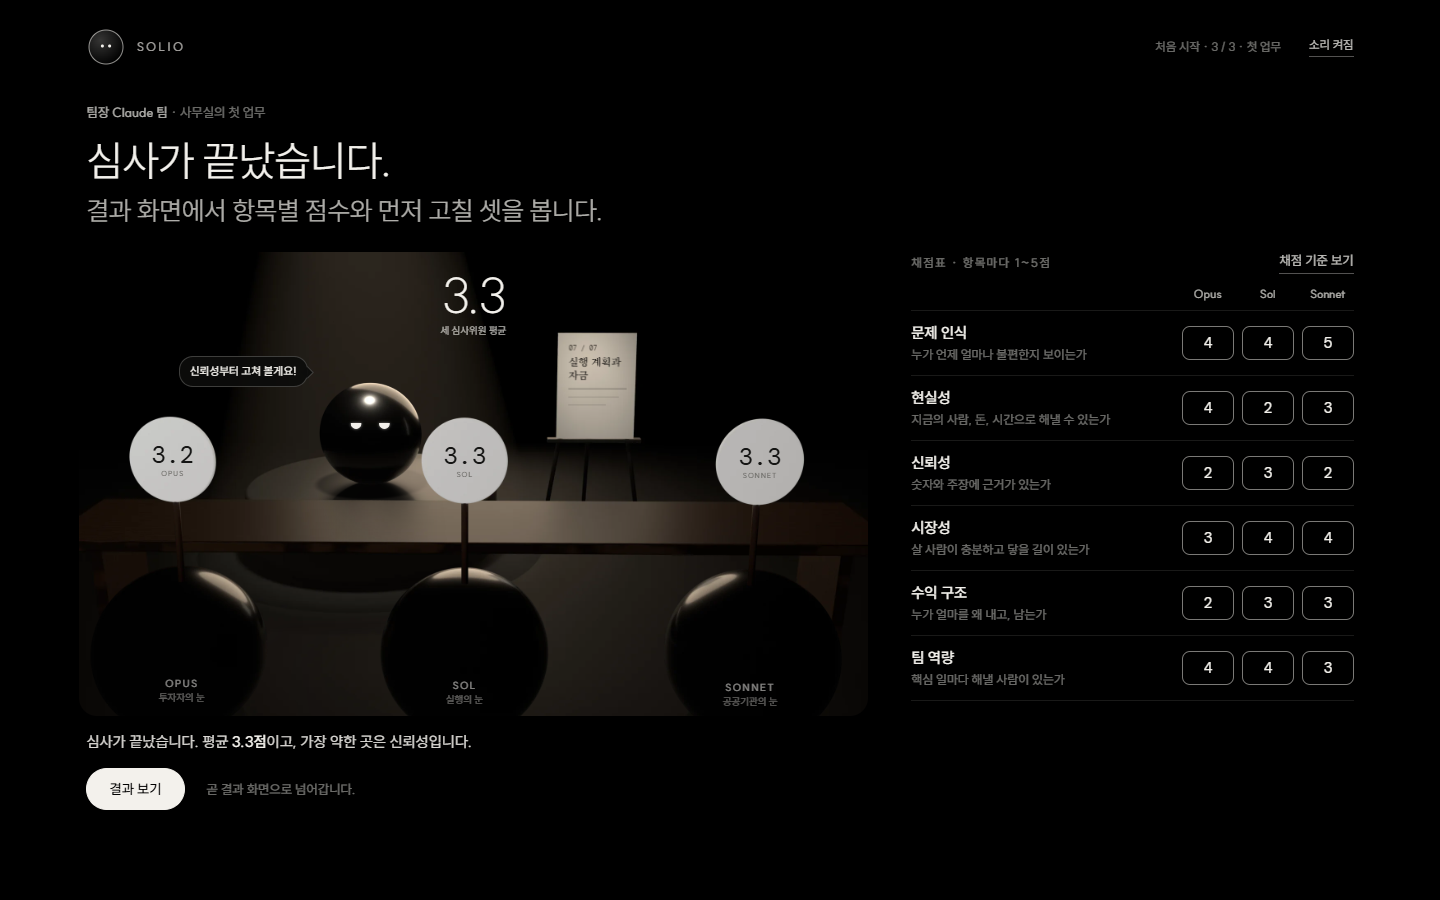 SOLIO
처음 시작 · 3 / 3 · 첫 업무
소리 켜짐
팀장 Claude 팀 · 사무실의 첫 업무
심사가 끝났습니다.
결과 화면에서 항목별 점수와 먼저 고칠 셋을 봅니다.
3.3
세 심사위원 평균
07 / 07
실행 계획과
자금
신뢰성부터 고쳐 볼게요!
3.2
OPUS
3.3
SOL
3.3
SONNET
OPUS
투자자의 눈
SOL
실행의 눈
SONNET
공공기관의 눈
심사가 끝났습니다. 평균 3.3점이고, 가장 약한 곳은 신뢰성입니다.
결과 보기
곧 결과 화면으로 넘어갑니다.
채점표 · 항목마다 1~5점
채점 기준 보기
Opus Sol Sonnet
문제 인식
누가 언제 얼마나 불편한지 보이는가
4 4 5
현실성
지금의 사람, 돈, 시간으로 해낼 수 있는가
4 2 3
신뢰성
숫자와 주장에 근거가 있는가
2 3 2
시장성
살 사람이 충분하고 닿을 길이 있는가
3 4 4
수익 구조
누가 얼마를 왜 내고, 남는가
2 3 3
팀 역량
핵심 일마다 해낼 사람이 있는가
4 4 3